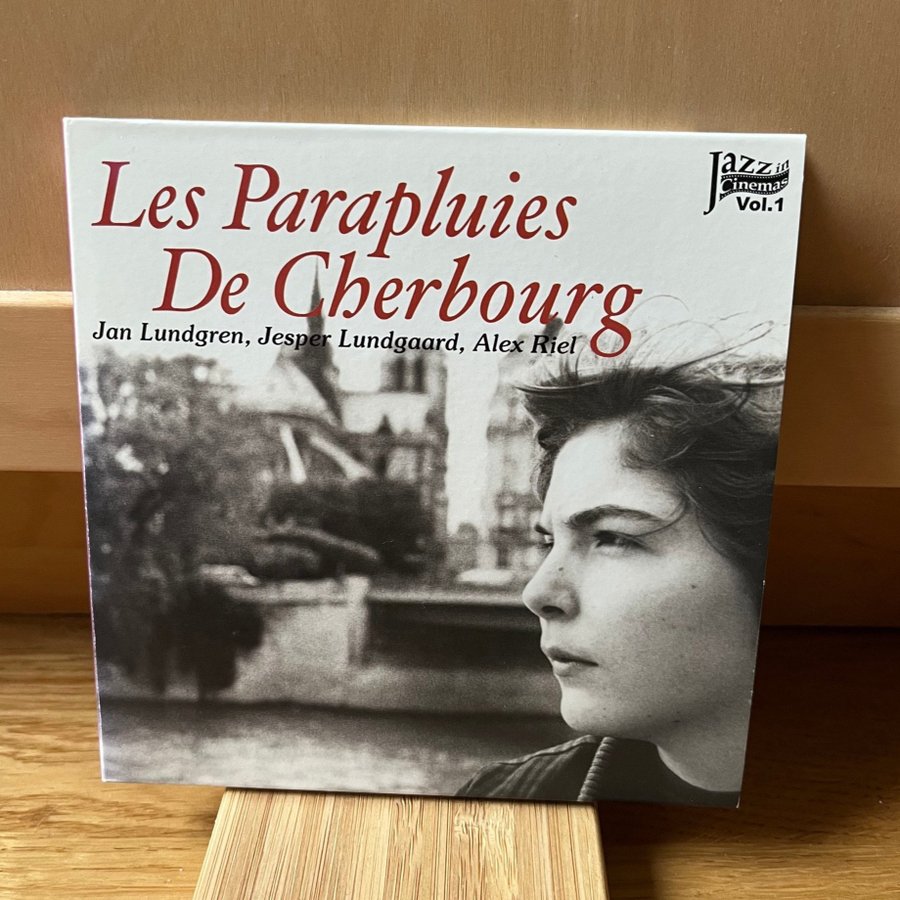 Les Parapluies
De Cherbourg
Jan Lundgren, Jesper Lundgaard, Alex Riel
Jazz in
Cinemas
Vol.1